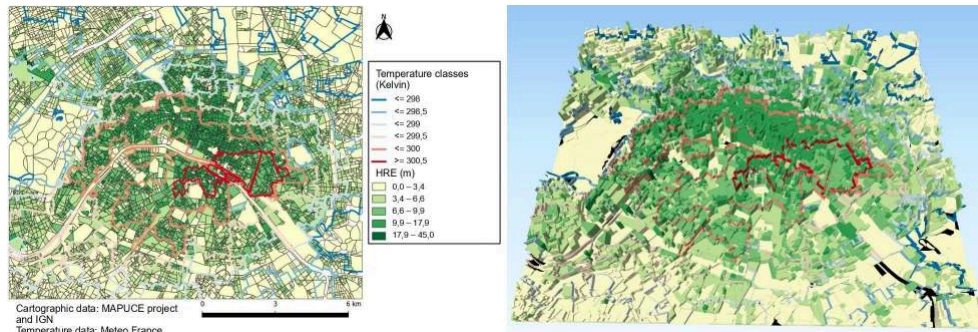 N
Temperature classes
(Kelvin)
<= 298
<= 298,5
<= 299
<= 299,5
<= 300
>= 300,5
HRE (m)
0,0 – 3,4
3,4 – 6,6
6,6 – 9,9
9,9 – 17,9
17,9 – 45,0
0 3 6 km
Cartographic data: MAPUCE project
and IGN
Temperature data: Meteo France